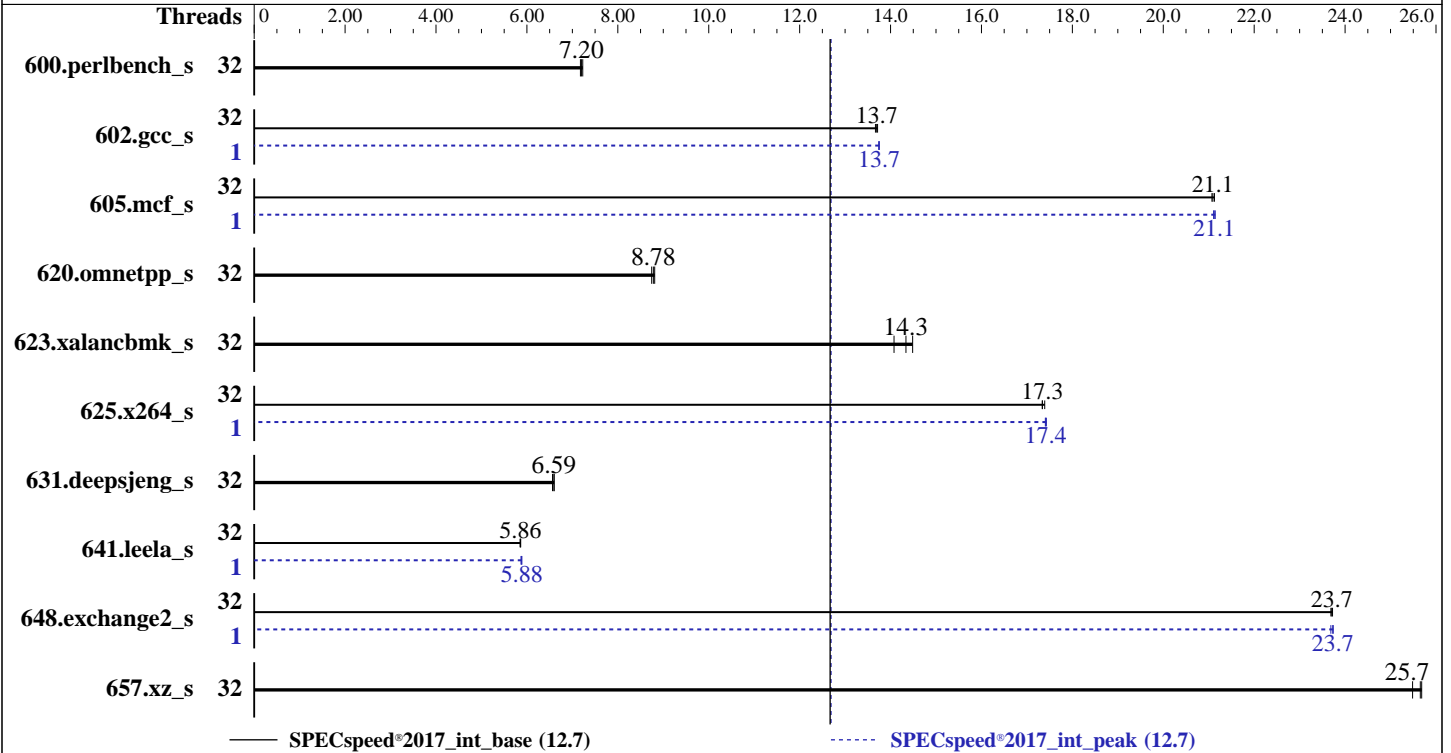 Threads 0 2.00 4.00 6.00 8.00 10.0 12.0 14.0 16.0 18.0 20.0 22.0 24.0 26.0
7.20
600.perlbench_s 32
32 13.7
602.gcc_s
1 13.7
32 21.1
605.mcf_s
1 21.1
8.78
620.omnetpp_s 32
14.3
623.xalancbmk_s 32
32 17.3
625.x264_s
1 17.4
6.59
631.deepsjeng_s 32
32 5.86
641.leela_s
1 5.88
32 23.7
648.exchange2_s
1 23.7
25.7
657.xz_s 32
SPECspeed®2017_int_base (12.7) SPECspeed®2017_int_peak (12.7)